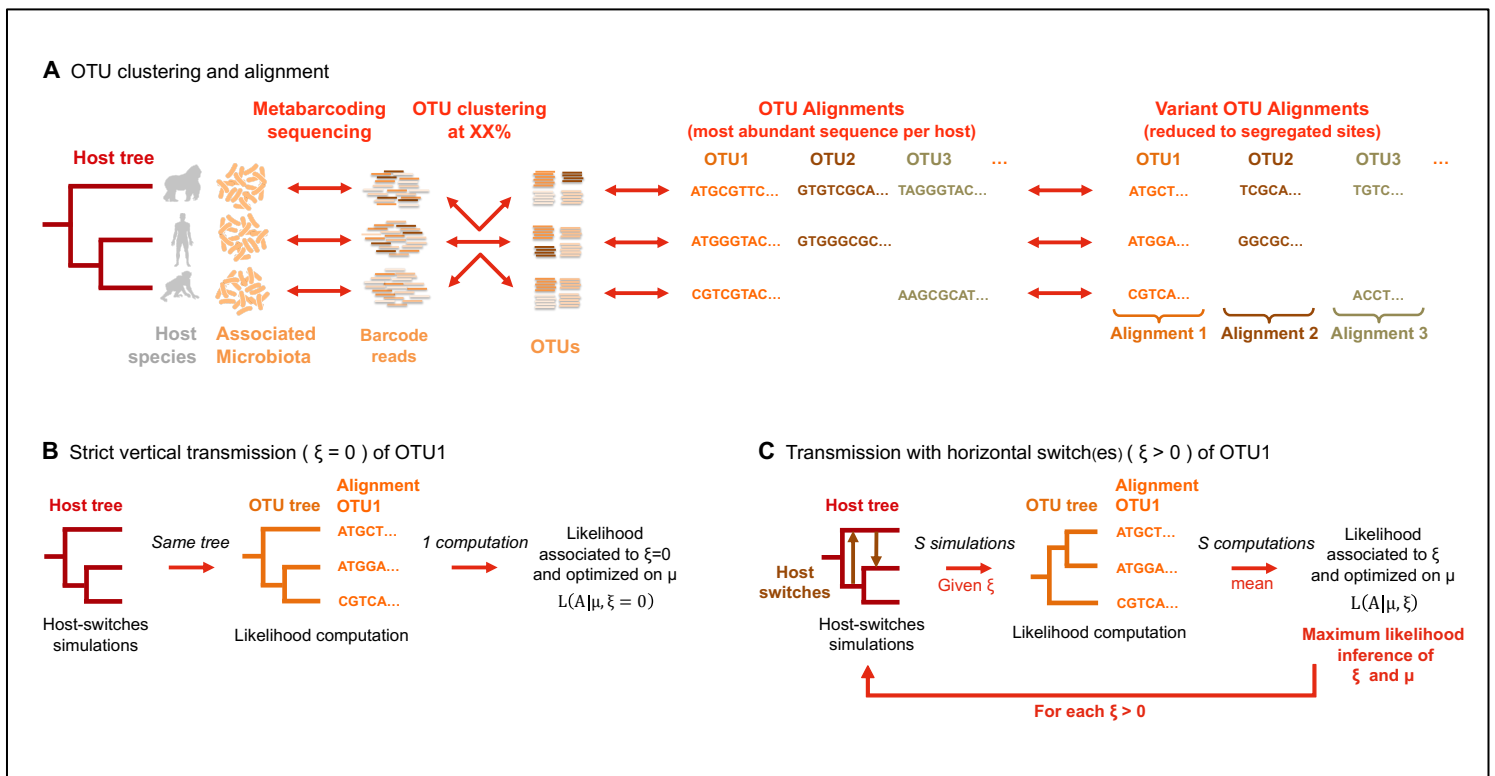 A OTU clustering and alignment
Metabarcoding
sequencing
OTU clustering
at XX%
OTU Alignments
(most abundant sequence per host)
Variant OTU Alignments
(reduced to segregated sites)
Host tree
OTU1 OTU2 OTU3 ...
OTU1 OTU2 OTU3 ...
ATGCGTTC... GTGTCGCA... TAGGGTAC...
ATGCT... TCGCA... TGTC...
ATGGGTAC... GTGGGCGC...
ATGGA... GGCGC...
CGTCGTAC... AAGCGCAT...
CGTCA... ACCT...
Host
species
Associated
Microbiota
Barcode
reads
OTUs
Alignment 1 Alignment 2 Alignment 3
B Strict vertical transmission ( ξ = 0 ) of OTU1
Host tree
OTU tree
Alignment
OTU1
Same tree
ATGCT...
ATGGA...
CGTCA...
1 computation
Likelihood
associated to ξ=0
and optimized on μ
L(A|μ, ξ = 0)
Host-switches
simulations
Likelihood computation
C Transmission with horizontal switch(es) ( ξ > 0 ) of OTU1
Host tree
OTU tree
Alignment
OTU1
Host
switches
S simulations
Given ξ
ATGCT...
ATGGA...
CGTCA...
S computations
mean
Likelihood
associated to ξ
and optimized on μ
L(A|μ, ξ)
Host-switches
simulations
Likelihood computation
Maximum likelihood
inference of
ξ and μ
For each ξ > 0